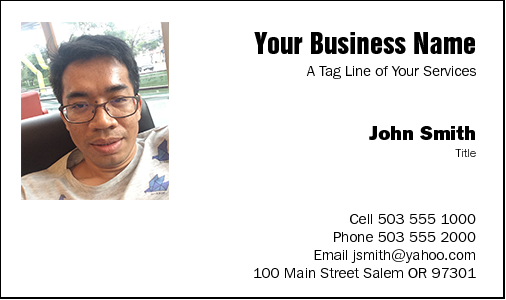 Your Business Name
A Tag Line of Your Services
John Smith
Title
Cell 503 555 1000
Phone 503 555 2000
Email jsmith@yahoo.com
100 Main Street Salem OR 97301